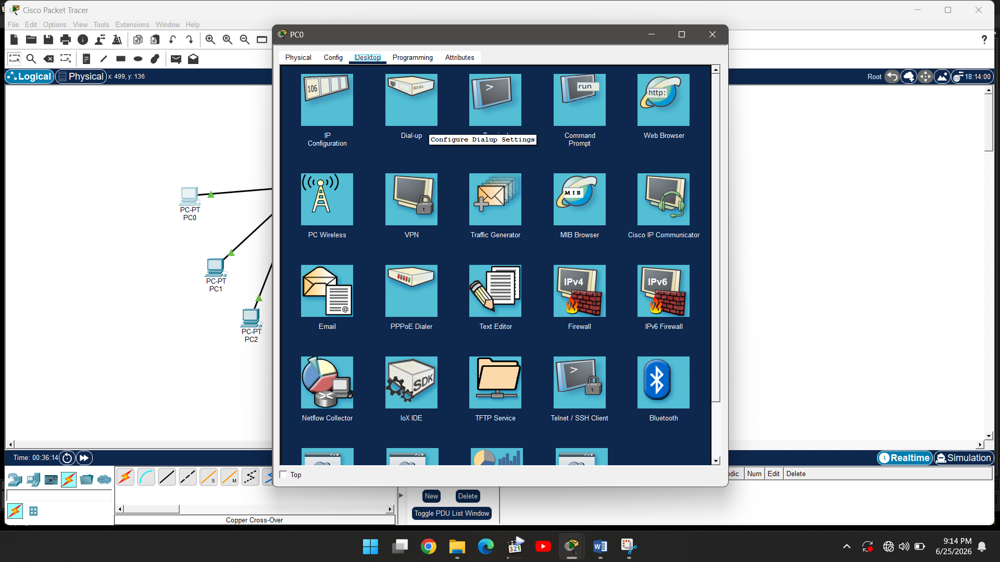 Cisco Packet Tracer
File Edit Options View Tools Extensions Window Help
PC0
?
Physical Config Desktop Programming Attributes
Logical Physical x: 499, y: 136
Root 18:14:00
106
>
run
http:
IP Configuration
Dial-up
Configure Dialup Settings
Command Prompt
Web Browser
MIB
PC Wireless
VPN
Traffic Generator
MIB Browser
Cisco IP Communicator
PC-PT
PC0
PC-PT
PC1
PC-PT
PC2
@
IPv4
IPv6
Email
PPPoE Dialer
Text Editor
Firewall
IPv6 Firewall
SDK
>
Netflow Collector
IoX IDE
TFTP Service
Telnet / SSH Client
Bluetooth
Time: 00:36:14
Realtime Simulation
Top
S
M
odic Num Edit Delete
New Delete
Toggle PDU List Window
Copper Cross-Over
321
W
9:14 PM
6/25/2026